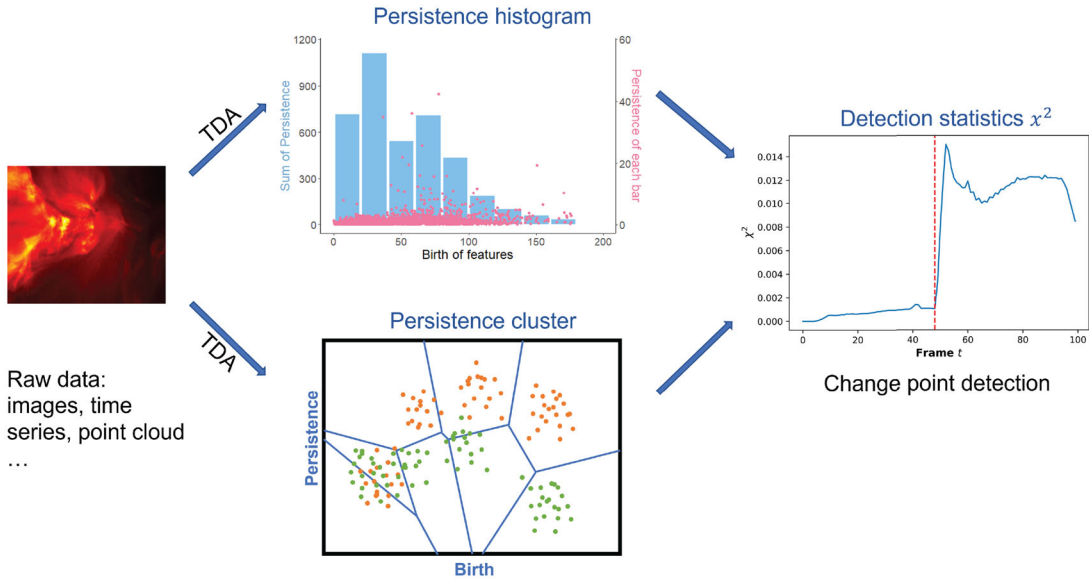 Persistence histogram
1200
900
600
300
0
Sum of Persistence
60
40
20
0
Persistence of each bar
0
50
100
150
200
Birth of features
TDA
TDA
Raw data:
images, time
series, point cloud
...
Persistence cluster
Persistence
Birth
Detection statistics x²
0.014
0.012
0.010
0.008
0.006
0.004
0.002
0.000
χ²
0
20
40
60
80
100
Frame t
Change point detection